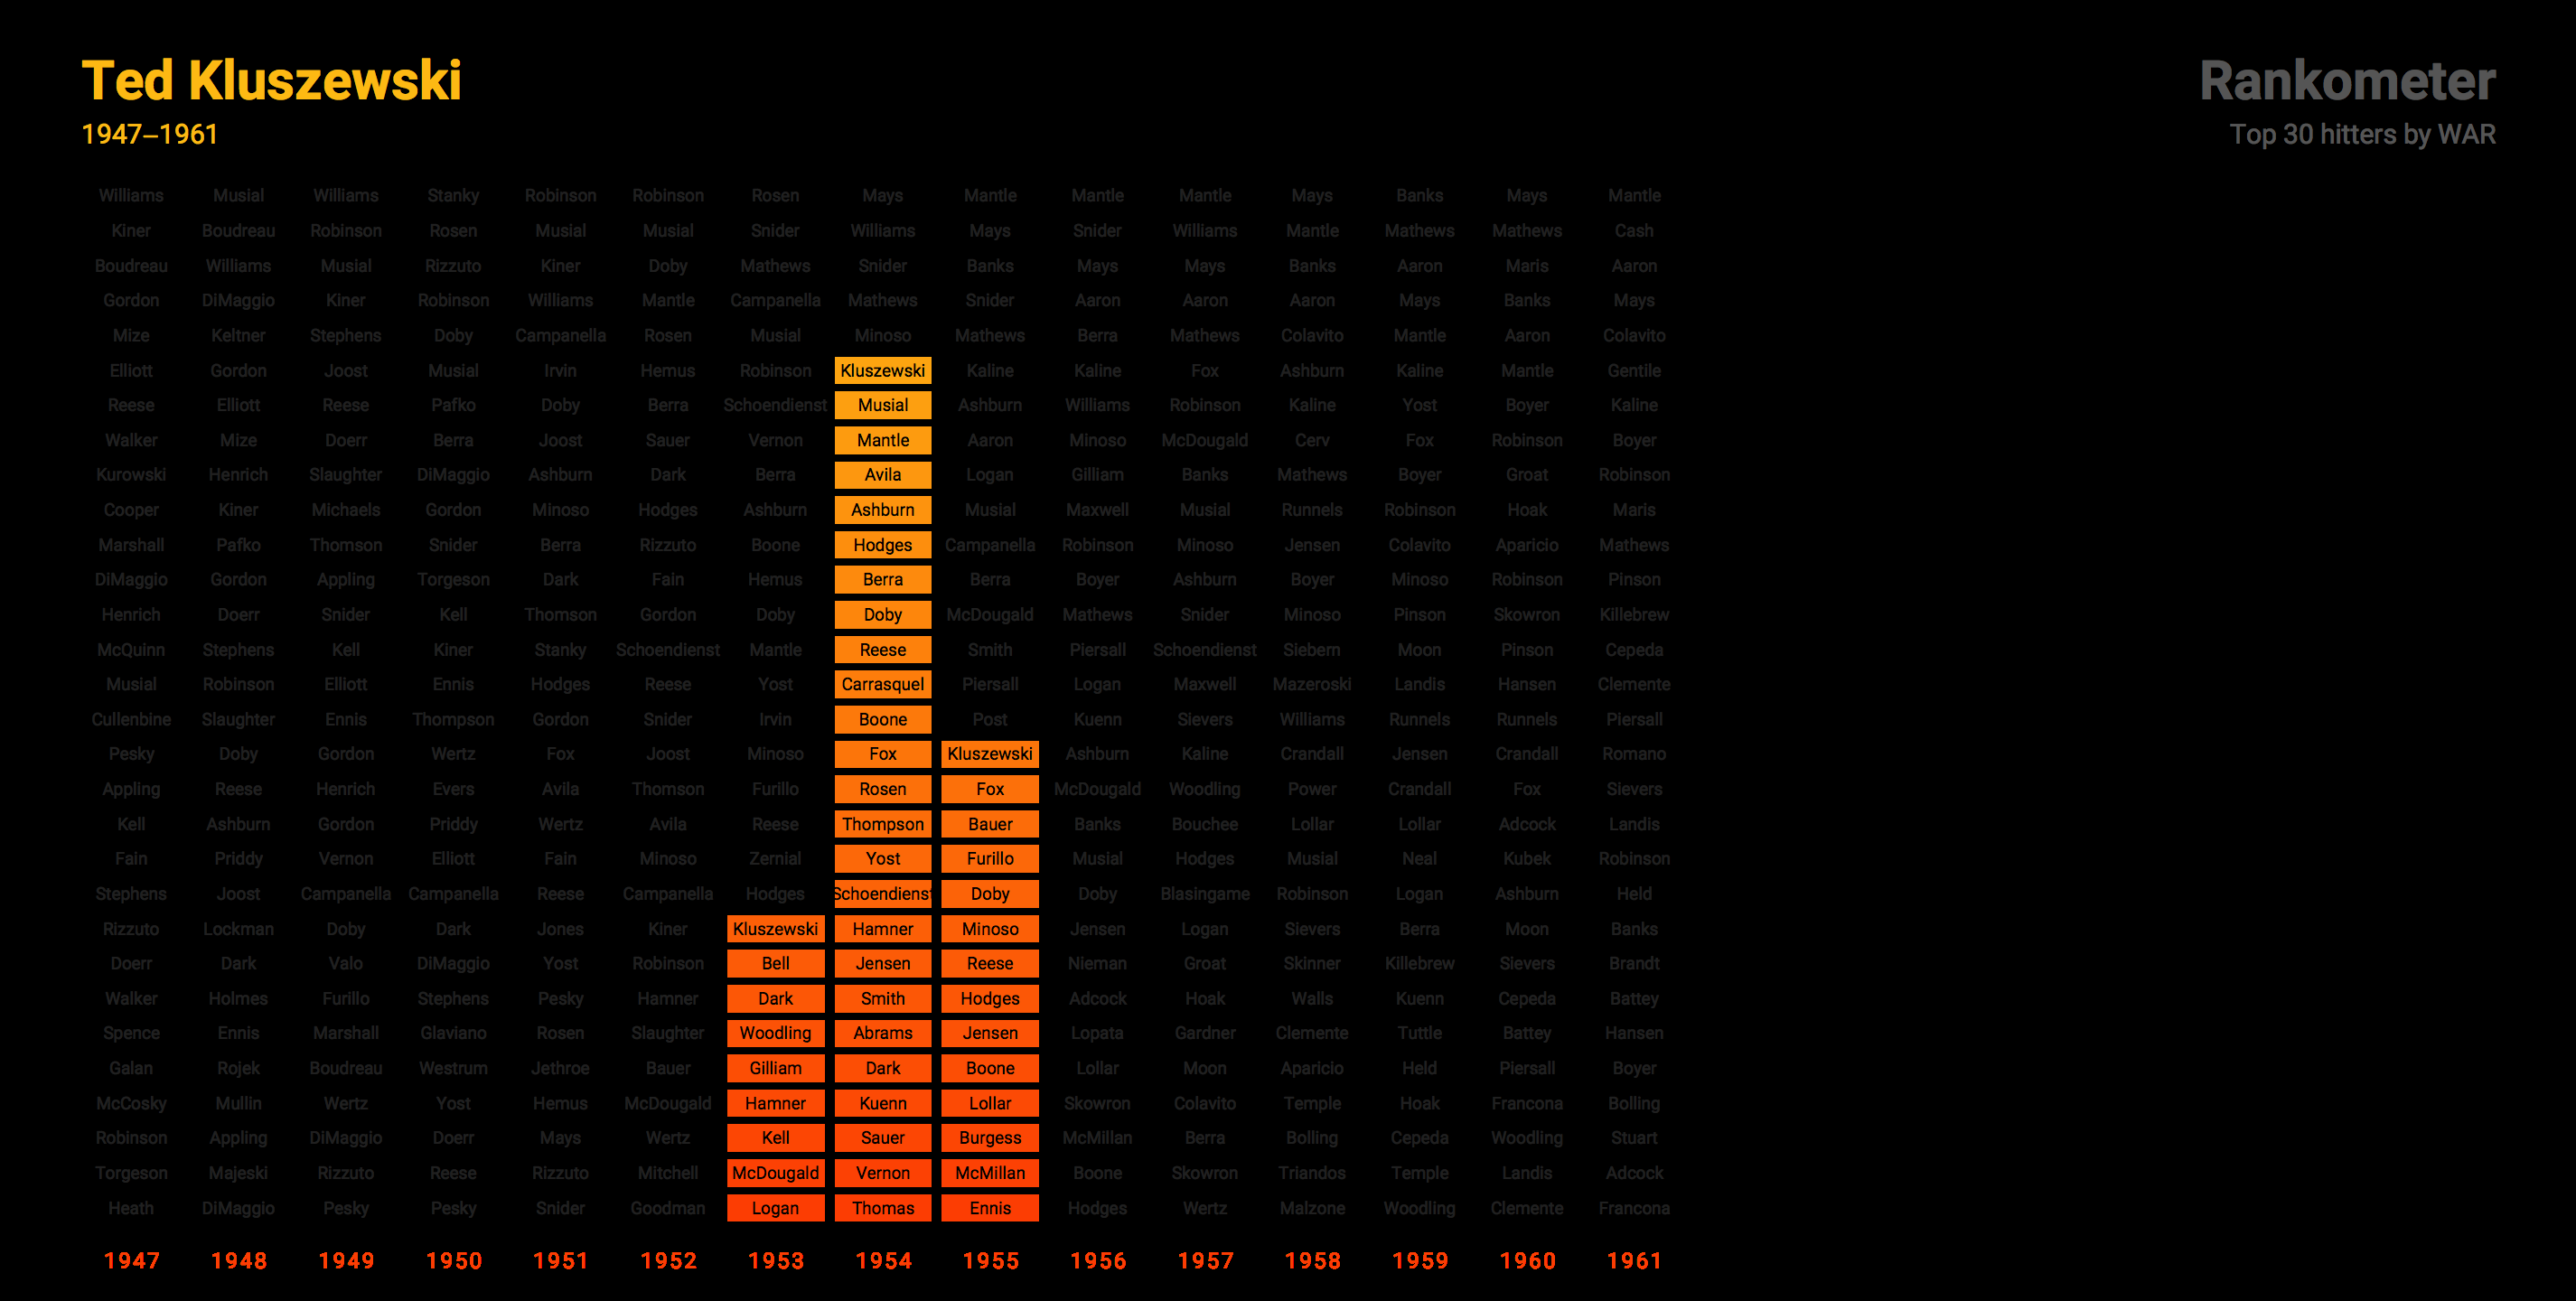 Ted Kluszewski
1947–1961
Rankometer
Top 30 hitters by WAR
Williams Musial Williams Stanky Robinson Robinson Rosen Mays Mantle Mantle Mantle Mays Banks Mays Mantle
Kiner Boudreau Robinson Rosen Musial Musial Snider Williams Mays Snider Williams Mantle Mathews Mathews Cash
Boudreau Williams Musial Rizzuto Kiner Doby Mathews Snider Banks Mays Mays Banks Aaron Maris Aaron
Gordon DiMaggio Kiner Robinson Williams Mantle Campanella Mathews Snider Aaron Aaron Aaron Mays Banks Mays
Mize Keltner Stephens Doby Campanella Rosen Musial Minoso Mathews Berra Mathews Colavito Mantle Aaron Colavito
Elliott Gordon Joost Musial Irvin Hemus Robinson Kluszewski Kaline Kaline Fox Ashburn Kaline Mantle Gentile
Reese Elliott Reese Pafko Doby Berra Schoendienst Musial Ashburn Williams Robinson Kaline Yost Boyer Kaline
Walker Mize Doerr Berra Joost Sauer Vernon Mantle Aaron Minoso McDougald Cerv Fox Robinson Boyer
Kurowski Henrich Slaughter DiMaggio Ashburn Dark Berra Avila Logan Gilliam Banks Mathews Boyer Groat Robinson
Cooper Kiner Michaels Gordon Minoso Hodges Ashburn Ashburn Musial Maxwell Musial Runnels Robinson Hoak Maris
Marshall Pafko Thomson Snider Berra Rizzuto Boone Hodges Campanella Robinson Minoso Jensen Colavito Aparicio Mathews
DiMaggio Gordon Appling Torgeson Dark Fain Hemus Berra Berra Boyer Ashburn Boyer Minoso Robinson Pinson
Henrich Doerr Snider Kell Thomson Gordon Doby Doby McDougald Mathews Snider Minoso Pinson Skowron Killebrew
McQuinn Stephens Kell Kiner Stanky Schoendienst Mantle Reese Smith Piersall Schoendienst Siebern Moon Pinson Cepeda
Musial Robinson Elliott Ennis Hodges Reese Yost Carrasquel Piersall Logan Maxwell Mazeroski Landis Hansen Clemente
Cullenbine Slaughter Ennis Thompson Gordon Snider Irvin Boone Post Kuenn Sievers Williams Runnels Runnels Piersall
Pesky Doby Gordon Wertz Fox Joost Minoso Fox Kluszewski Ashburn Kaline Crandall Jensen Crandall Romano
Appling Reese Henrich Evers Avila Thomson Furillo Rosen Fox McDougald Woodling Power Crandall Fox Sievers
Kell Ashburn Gordon Priddy Wertz Avila Reese Thompson Bauer Banks Bouchee Lollar Lollar Adcock Landis
Fain Priddy Vernon Elliott Fain Minoso Zernial Yost Furillo Musial Hodges Musial Neal Kubek Robinson
Stephens Joost Campanella Campanella Reese Campanella Hodges Schoendienst Doby Doby Blasingame Robinson Logan Ashburn Held
Rizzuto Lockman Doby Dark Jones Kiner Kluszewski Hamner Minoso Jensen Logan Sievers Berra Moon Banks
Doerr Dark Valo DiMaggio Yost Robinson Bell Jensen Reese Nieman Groat Skinner Killebrew Sievers Brandt
Walker Holmes Furillo Stephens Pesky Hamner Dark Smith Hodges Adcock Hoak Walls Kuenn Cepeda Battey
Spence Ennis Marshall Glaviano Rosen Slaughter Woodling Abrams Jensen Lopata Gardner Clemente Tuttle Battey Hansen
Galan Rojek Boudreau Westrum Jethroe Bauer Gilliam Dark Boone Lollar Moon Aparicio Held Piersall Boyer
McCosky Mullin Wertz Yost Hemus McDougald Hamner Kuenn Lollar Skowron Colavito Temple Hoak Francona Bolling
Robinson Appling DiMaggio Doerr Mays Wertz Kell Sauer Burgess McMillan Berra Bolling Cepeda Woodling Stuart
Torgeson Majeski Rizzuto Reese Rizzuto Mitchell McDougald Vernon McMillan Boone Skowron Triandos Temple Landis Adcock
Heath DiMaggio Pesky Pesky Snider Goodman Logan Thomas Ennis Hodges Wertz Malzone Woodling Clemente Francona
1947 1948 1949 1950 1951 1952 1953 1954 1955 1956 1957 1958 1959 1960 1961